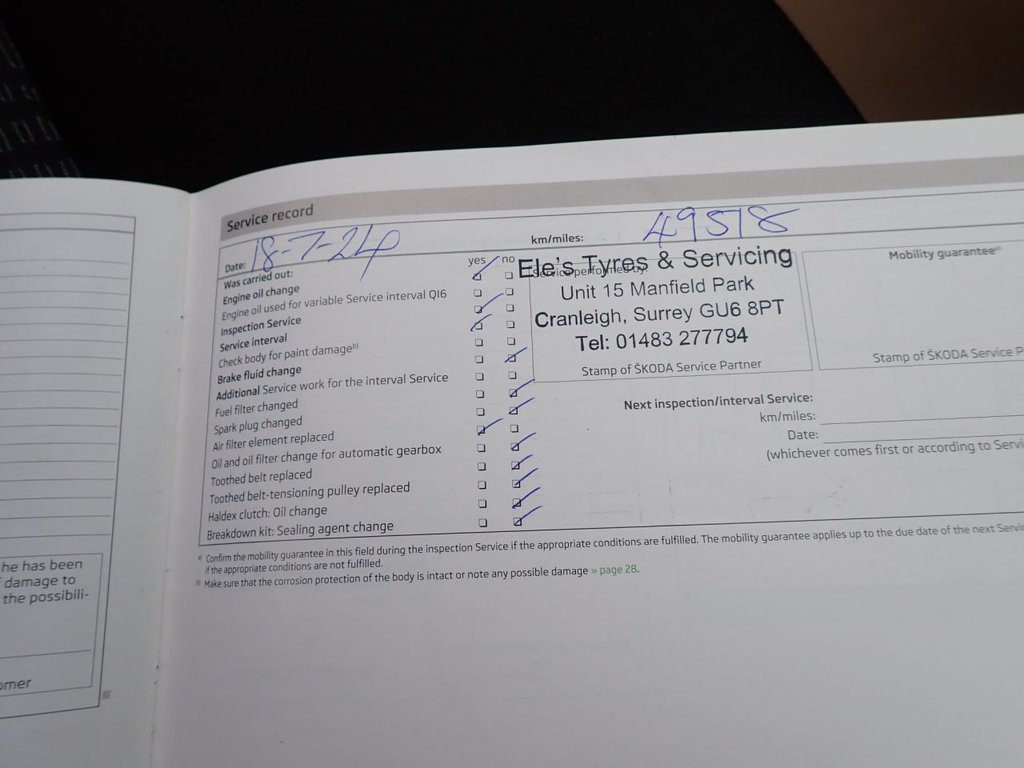 Service record
Date: 18-7-24
km/miles: 49518
Was carried out:
yes no
Engine oil change
Engine oil used for variable Service interval QI6
Inspection Service
Service interval
Check body for paint damage b)
Brake fluid change
Additional Service work for the interval Service
Fuel filter changed
Spark plug changed
Air filter element replaced
Oil and oil filter change for automatic gearbox
Toothed belt replaced
Toothed belt-tensioning pulley replaced
Haldex clutch: Oil change
Breakdown kit: Sealing agent change
Service performed by:
Ele's Tyres & Servicing
Unit 15 Manfield Park
Cranleigh, Surrey GU6 8PT
Tel: 01483 277794
Stamp of ŠKODA Service Partner
Mobility guarantee a)
Stamp of ŠKODA Service P
Next inspection/interval Service:
km/miles:
Date:
(whichever comes first or according to Servi
a) Confirm the mobility guarantee in this field during the inspection Service if the appropriate conditions are fulfilled. The mobility guarantee applies up to the due date of the next Servic
if the appropriate conditions are not fulfilled.
b) Make sure that the corrosion protection of the body is intact or note any possible damage » page 28.
he has been
damage to
the possibili-
omer